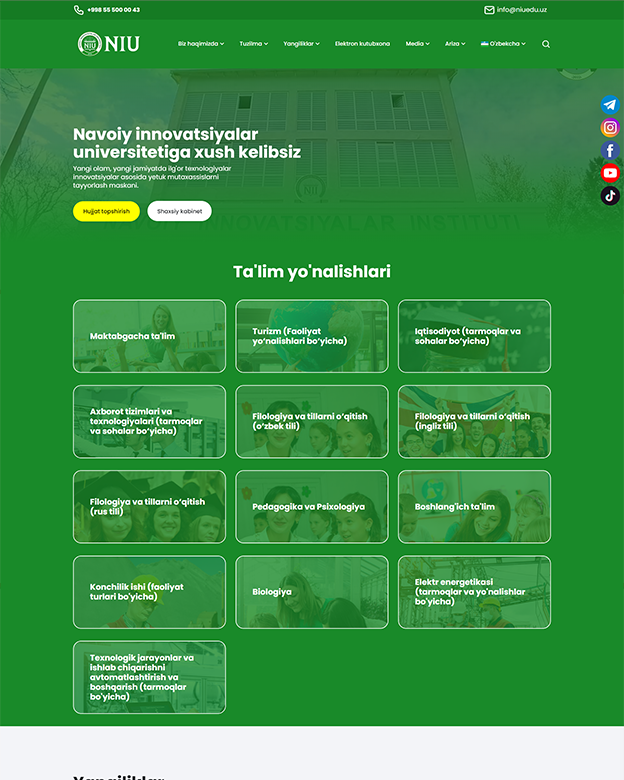 +998 55 500 00 43
info@niuedu.uz
NIU
NIU
Biz haqimizda
Tuzilma
Yangiliklar
Elektron kutubxona
Media
Ariza
O'zbekcha
Navoiy innovatsiyalar
universitetiga xush kelibsiz
Yangi olam, yangi jamiyatda ilg'or texnologiyalar
innovatsiyalar asosida yetuk mutaxassislarni
tayyorlash maskani.
NIU
INNOVATSIYALAR INSTITUTI
Hujjat topshirish
Shaxsiy kabinet
Ta'lim yo'nalishlari
Maktabgacha ta'lim
Turizm (Faoliyat
yo‘nalishlari bo‘yicha)
Iqtisodiyot (tarmoqlar va
sohalar bo‘yicha)
Axborot tizimlari va
texnologiyalari (tarmoqlar
va sohalar bo‘yicha)
Filologiya va tillarni o‘qitish
(o‘zbek tili)
Filologiya va tillarni o‘qitish
(ingliz tili)
Filologiya va tillarni o‘qitish
(rus tili)
Pedagogika va Psixologiya
Boshlang'ich ta'lim
Konchilik ishi (faoliyat
turlari bo'yicha)
Biologiya
Elektr energetikasi
(tarmoqlar va yo'nalishlar
bo'yicha)
Texnologik jarayonlar va
ishlab chiqarishni
avtomatlashtirish va
boshqarish (tarmoqlar
bo'yicha)
Yangiliklar